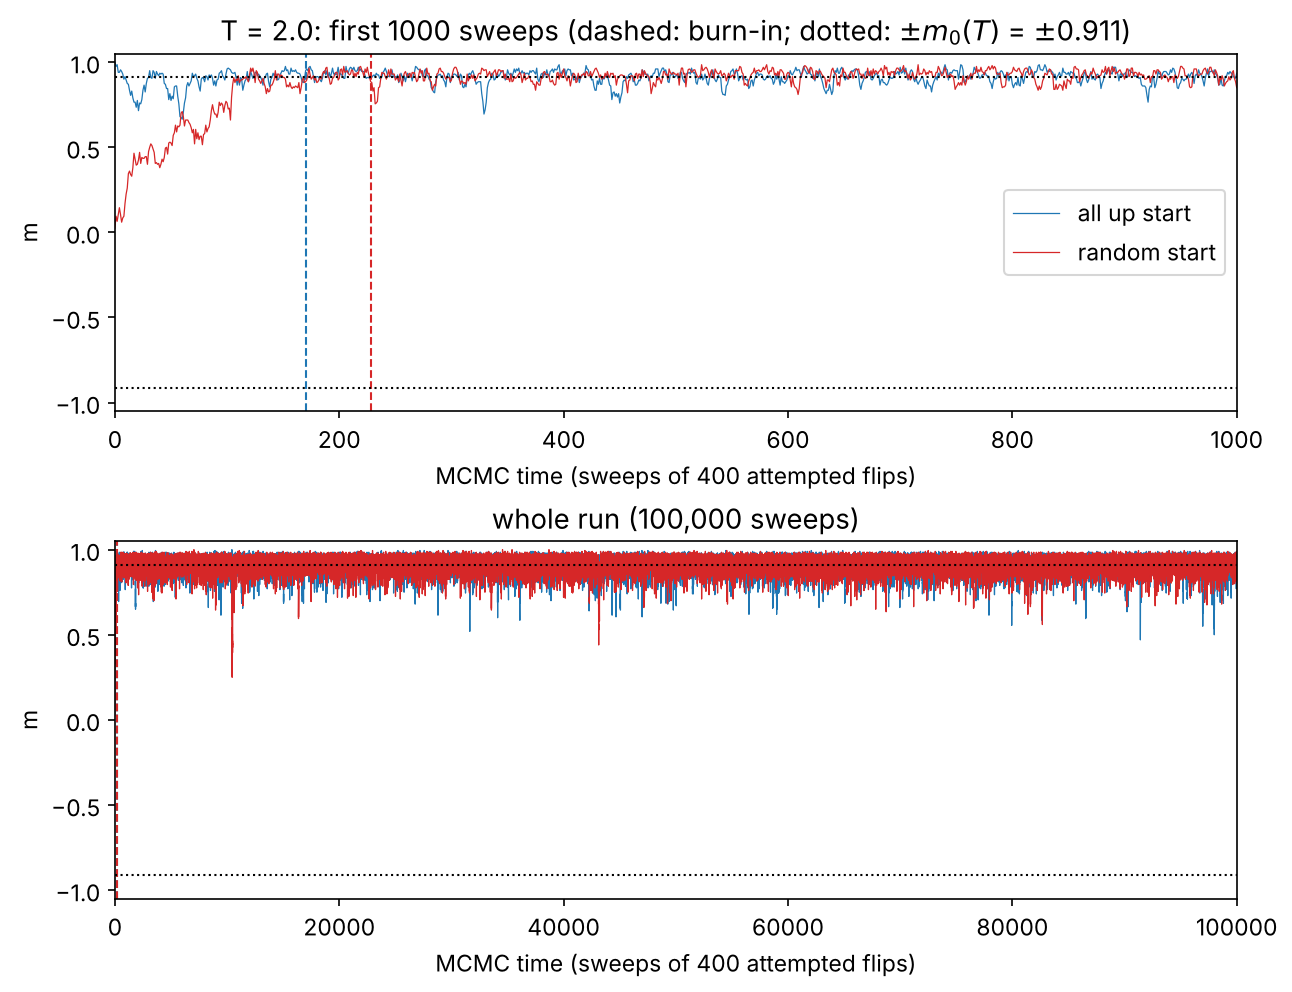 T = 2.0: first 1000 sweeps (dashed: burn-in; dotted: ±m₀(T) = ±0.911)
1.0
0.5
0.0
−0.5
−1.0
m
all up start
random start
0 200 400 600 800 1000
MCMC time (sweeps of 400 attempted flips)
whole run (100,000 sweeps)
1.0
0.5
0.0
−0.5
−1.0
m
0 20000 40000 60000 80000 100000
MCMC time (sweeps of 400 attempted flips)